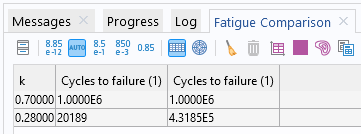 Messages × Progress Log Fatigue Comparison ×
8.85 e-12 AUTO 8.5 e-1 850 e-3 0.85
k Cycles to failure (1) Cycles to failure (1)
0.70000 1.0000E6 1.0000E6
0.28000 20189 4.3185E5